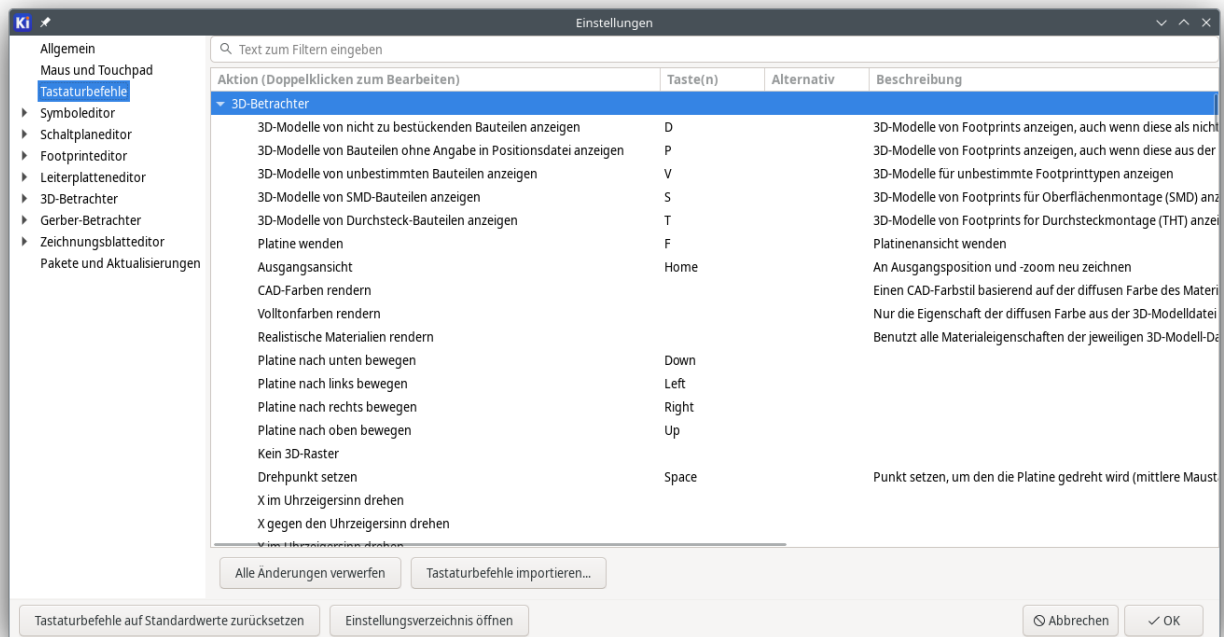 Ki
Einstellungen
Allgemein
Maus und Touchpad
Tastaturbefehle
Symboleditor
Schaltplaneditor
Footprinteditor
Leiterplatteneditor
3D-Betrachter
Gerber-Betrachter
Zeichnungsblatteditor
Pakete und Aktualisierungen
Text zum Filtern eingeben
Aktion (Doppelklicken zum Bearbeiten) Taste(n) Alternativ Beschreibung
3D-Betrachter
3D-Modelle von nicht zu bestückenden Bauteilen anzeigen D 3D-Modelle von Footprints anzeigen, auch wenn diese als nicht
3D-Modelle von Bauteilen ohne Angabe in Positionsdatei anzeigen P 3D-Modelle von Footprints anzeigen, auch wenn diese aus der
3D-Modelle von unbestimmten Bauteilen anzeigen V 3D-Modelle für unbestimmte Footprinttypen anzeigen
3D-Modelle von SMD-Bauteilen anzeigen S 3D-Modelle von Footprints für Oberflächenmontage (SMD) anz
3D-Modelle von Durchsteck-Bauteilen anzeigen T 3D-Modelle von Footprints for Durchsteckmontage (THT) anzei
Platine wenden F Platinenansicht wenden
Ausgangsansicht Home An Ausgangsposition und -zoom neu zeichnen
CAD-Farben rendern Einen CAD-Farbstil basierend auf der diffusen Farbe des Materi
Volltonfarben rendern Nur die Eigenschaft der diffusen Farbe aus der 3D-Modelldatei
Realistische Materialien rendern Benutzt alle Materialeigenschaften der jeweiligen 3D-Modell-Da
Platine nach unten bewegen Down
Platine nach links bewegen Left
Platine nach rechts bewegen Right
Platine nach oben bewegen Up
Kein 3D-Raster
Drehpunkt setzen Space Punkt setzen, um den die Platine gedreht wird (mittlere Maust
X im Uhrzeigersinn drehen
X gegen den Uhrzeigersinn drehen
Y im Uhrzeigersinn drehen
Alle Änderungen verwerfen Tastaturbefehle importieren...
Tastaturbefehle auf Standardwerte zurücksetzen Einstellungsverzeichnis öffnen Abbrechen OK